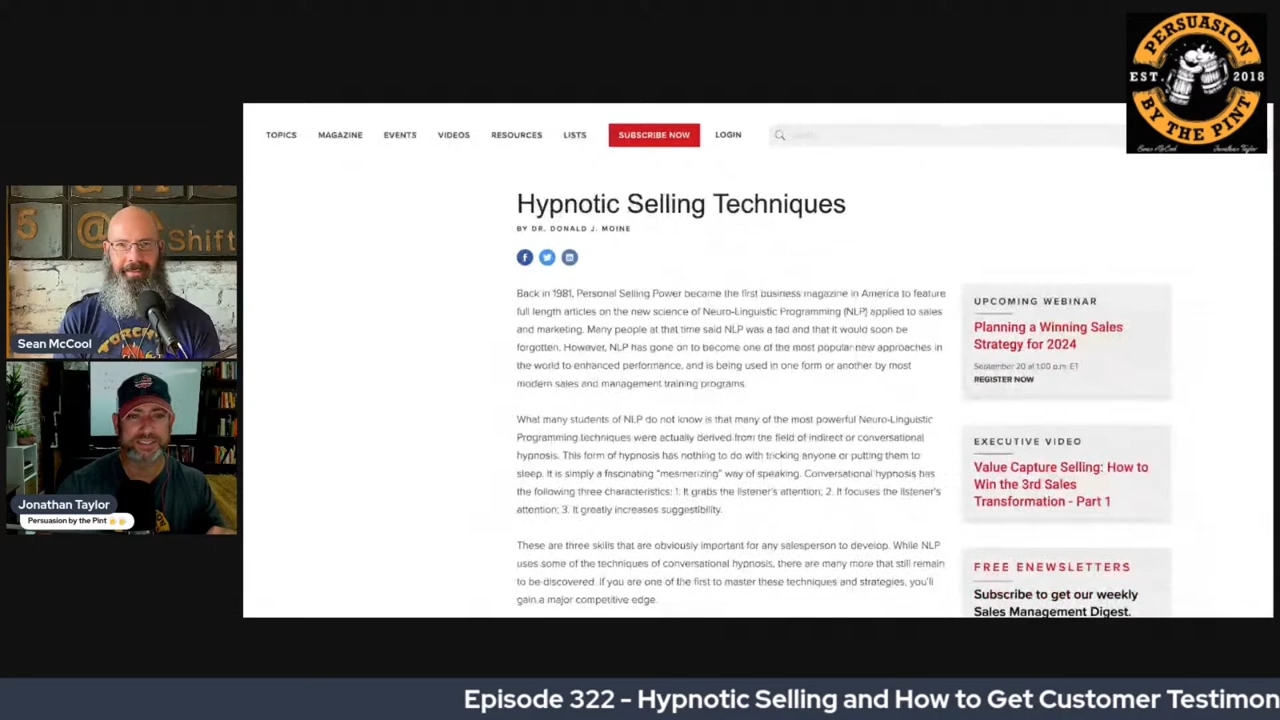 PERSUASION
EST. 2018
BY THE PINT
Sean McCool Jonathan Taylor
TOPICS MAGAZINE EVENTS VIDEOS RESOURCES LISTS SUBSCRIBE NOW LOGIN
5 @ Shift
Sean McCool
Jonathan Taylor
Persuasion by the Pint
Hypnotic Selling Techniques
BY DR. DONALD J. MOINE
Back in 1981, Personal Selling Power became the first business magazine in America to feature
full length articles on the new science of Neuro-Linguistic Programming (NLP) applied to sales
and marketing. Many people at that time said NLP was a fad and that it would soon be
forgotten. However, NLP has gone on to become one of the most popular new approaches in
the world to enhanced performance, and is being used in one form or another by most
modern sales and management training programs.
What many students of NLP do not know is that many of the most powerful Neuro-Linguistic
Programming techniques were actually derived from the field of indirect or conversational
hypnosis. This form of hypnosis has nothing to do with tricking anyone or putting them to
sleep. It is simply a fascinating "mesmerizing" way of speaking. Conversational hypnosis has
the following three characteristics: 1. It grabs the listener's attention; 2. It focuses the listener's
attention; 3. It greatly increases suggestibility.
These are three skills that are obviously important for any salesperson to develop. While NLP
uses some of the techniques of conversational hypnosis, there are many more that still remain
to be discovered. If you are one of the first to master these techniques and strategies, you'll
gain a major competitive edge.
UPCOMING WEBINAR
Planning a Winning Sales
Strategy for 2024
September 20 at 1:00 p.m. ET
REGISTER NOW
EXECUTIVE VIDEO
Value Capture Selling: How to
Win the 3rd Sales
Transformation - Part 1
FREE ENEWSLETTERS
Subscribe to get our weekly
Sales Management Digest.
Episode 322 - Hypnotic Selling and How to Get Customer Testimon